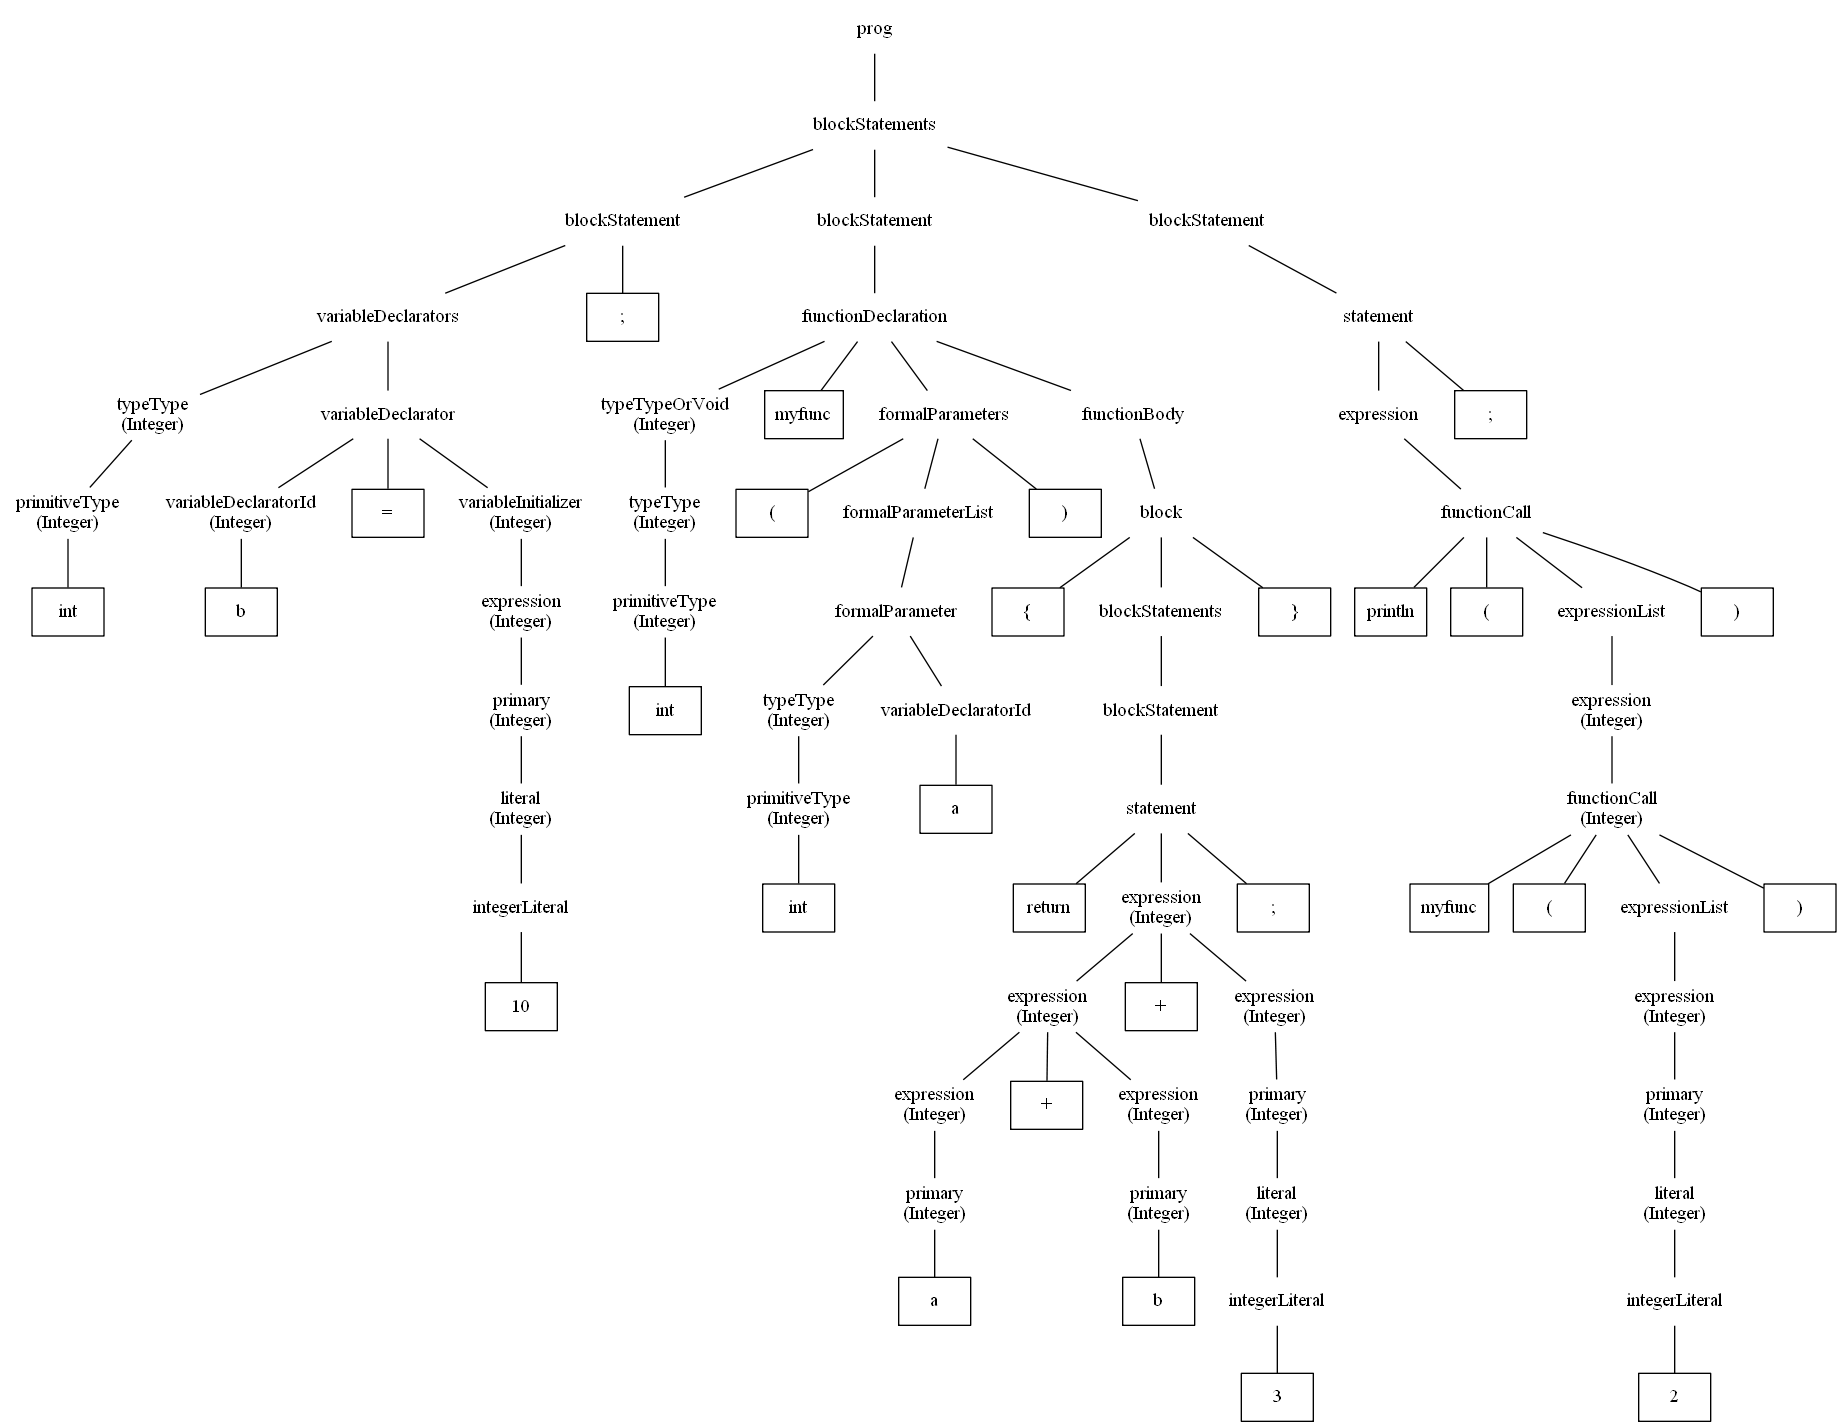 prog
blockStatements
blockStatement
blockStatement
blockStatement
variableDeclarators
;
functionDeclaration
statement
typeType
(Integer)
variableDeclarator
typeTypeOrVoid
(Integer)
myfunc
formalParameters
functionBody
expression
;
primitiveType
(Integer)
variableDeclaratorId
(Integer)
=
variableInitializer
(Integer)
typeType
(Integer)
(
formalParameterList
)
block
functionCall
int
b
expression
(Integer)
primitiveType
(Integer)
formalParameter
{
blockStatements
}
println
(
expressionList
)
primary
(Integer)
int
typeType
(Integer)
variableDeclaratorId
blockStatement
expression
(Integer)
literal
(Integer)
primitiveType
(Integer)
a
statement
functionCall
(Integer)
integerLiteral
int
return
expression
(Integer)
;
myfunc
(
expressionList
)
10
expression
(Integer)
+
expression
(Integer)
expression
(Integer)
expression
(Integer)
+
expression
(Integer)
primary
(Integer)
primary
(Integer)
primary
(Integer)
primary
(Integer)
literal
(Integer)
literal
(Integer)
a
b
integerLiteral
integerLiteral
3
2